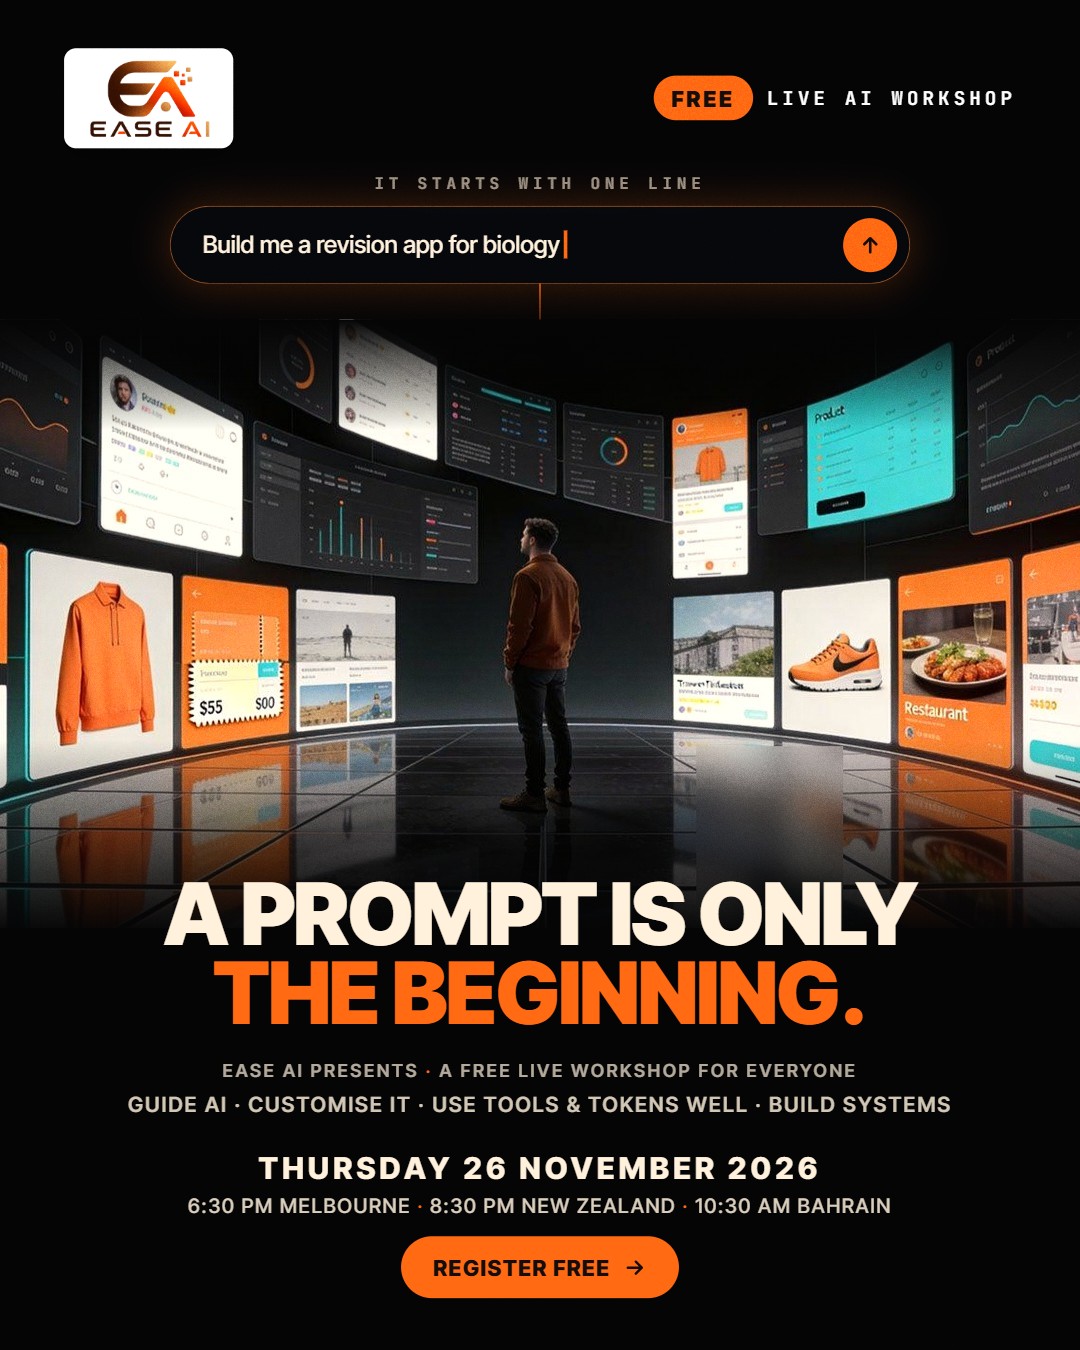 EASE AI
FREE LIVE AI WORKSHOP
IT STARTS WITH ONE LINE
Build me a revision app for biology
Product
$55 $00
Restaurant
A PROMPT IS ONLY
THE BEGINNING.
EASE AI PRESENTS · A FREE LIVE WORKSHOP FOR EVERYONE
GUIDE AI · CUSTOMISE IT · USE TOOLS & TOKENS WELL · BUILD SYSTEMS
THURSDAY 26 NOVEMBER 2026
6:30 PM MELBOURNE · 8:30 PM NEW ZEALAND · 10:30 AM BAHRAIN
REGISTER FREE →